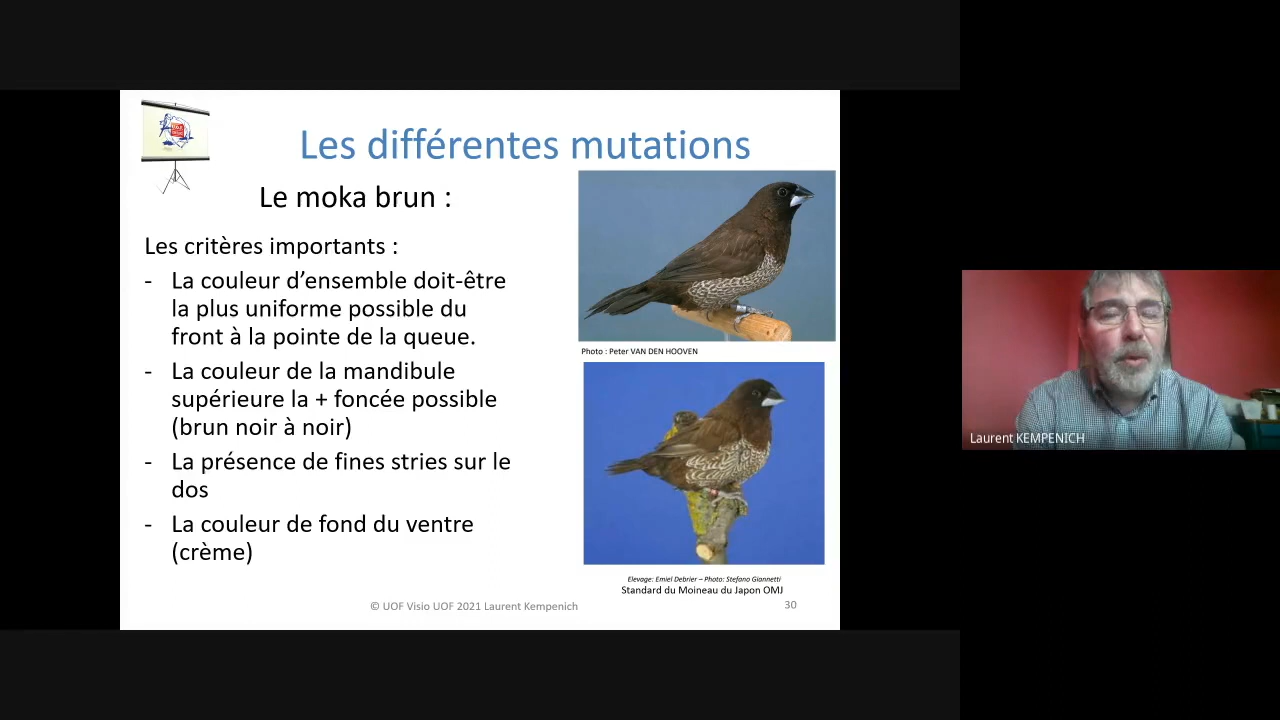 Les différentes mutations
Le moka brun :
Les critères importants :
- La couleur d’ensemble doit-être
la plus uniforme possible du
front à la pointe de la queue.
- La couleur de la mandibule
supérieure la + foncée possible
(brun noir à noir)
- La présence de fines stries sur le
dos
- La couleur de fond du ventre
(crème)
Photo : Peter VAN DEN HOOVEN
Elevage: Emiel Debrier – Photo: Stefano Giannetti
Standard du Moineau du Japon OMJ
© UOF Visio UOF 2021 Laurent Kempenich
30
Laurent KEMPENICH